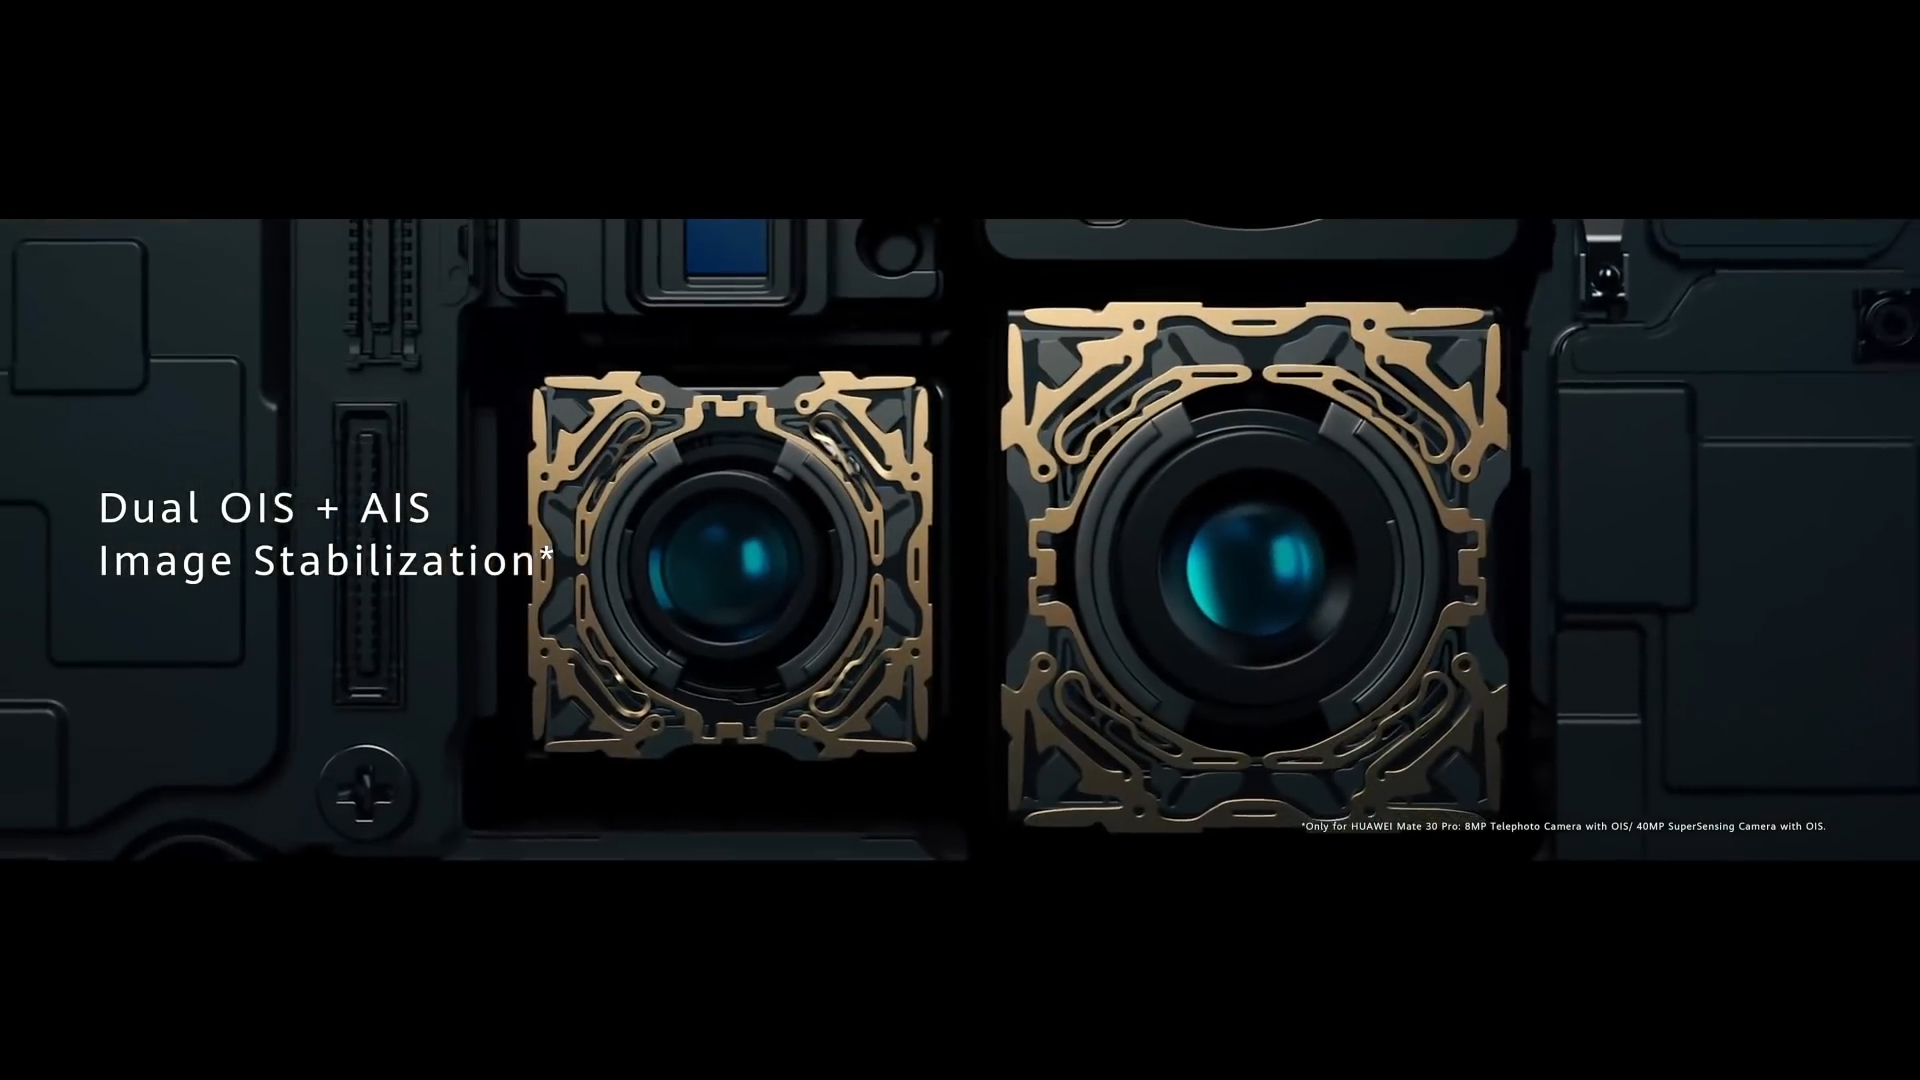 Dual OIS + AIS
Image Stabilization*
*Only for HUAWEI Mate 30 Pro: 8MP Telephoto Camera with OIS/ 40MP SuperSensing Camera with OIS.